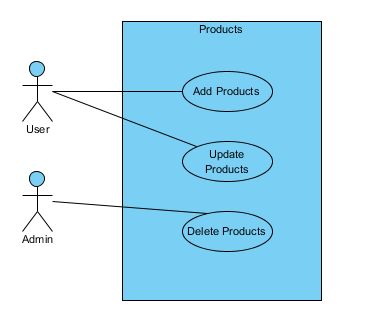 Products
Add Products
User
Update
Products
Delete Products
Admin